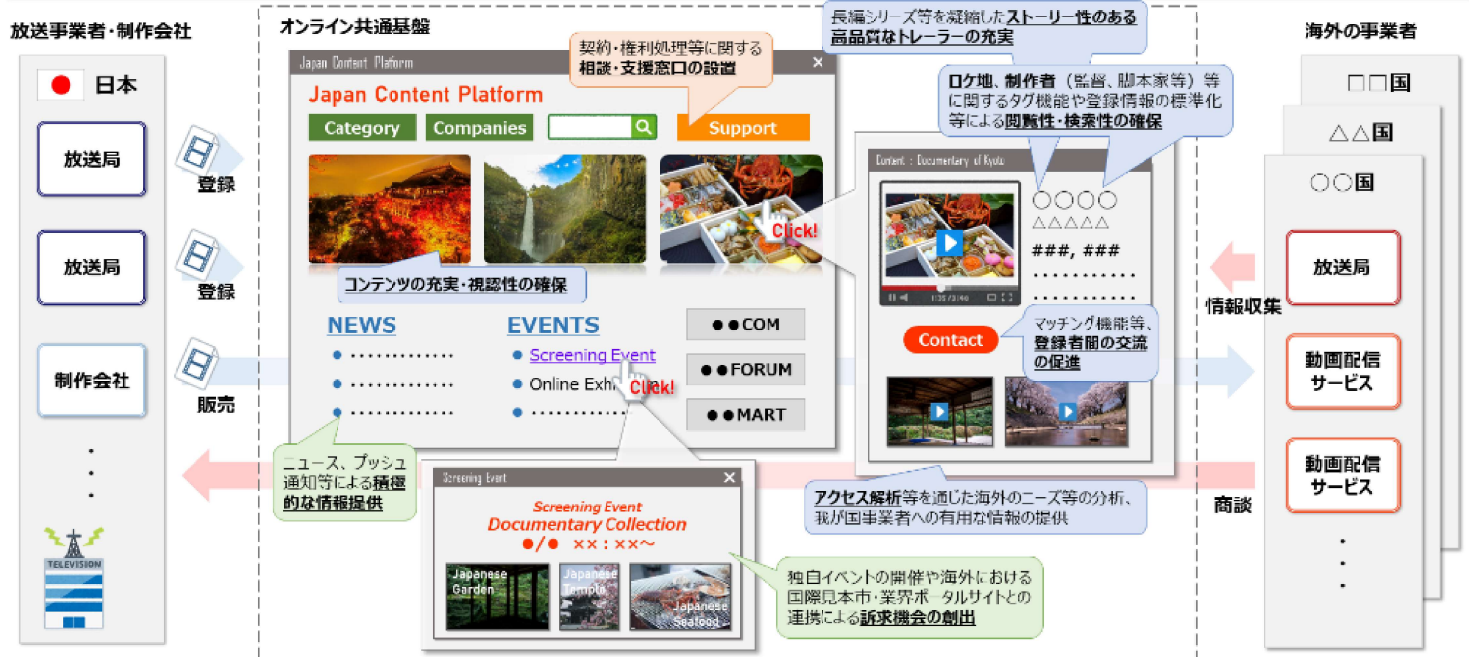 放送事業者・制作会社
日本
放送局
登録
放送局
登録
制作会社
販売
・
・
・
TELEVISION
オンライン共通基盤
Japan Content Platform
×
契約・権利処理等に関する
相談・支援窓口の設置
Japan Content Platform
Category
Companies
Support
Click!
コンテンツの充実・視認性の確保
NEWS
● ・・・・・・・・・・・・
● ・・・・・・・・・・・・
● ・・・・・・・・・・・・
EVENTS
● Screening Event
● Online Exh
Click!
● ・・・・・・・・・・・・
●●COM
●●FORUM
●●MART
ニュース、プッシュ
通知等による積極
的な情報提供
Screening Event
×
Screening Event
Documentary Collection
●/● ××:××～
Japanese
Garden
Japanese
Temple
Japanese
Seafood
独自イベントの開催や海外における
国際見本市・業界ポータルサイトとの
連携による訴求機会の創出
長編シリーズ等を凝縮したストーリー性のある
高品質なトレーラーの充実
ロケ地、制作者（監督、脚本家等）等
に関するタグ機能や登録情報の標準化
等による閲覧性・検索性の確保
Content : Documentary of Kyoto
○○○○
△△△△△
###, ###
・・・・・・・・・・・
・・・・・・・・・・・
Contact
マッチング機能等、
登録者間の交流
の促進
アクセス解析等を通じた海外のニーズ等の分析、
我が国事業者への有用な情報の提供
海外の事業者
□□国
△△国
○○国
放送局
情報収集
動画配信
サービス
動画配信
サービス
商談
・
・
・